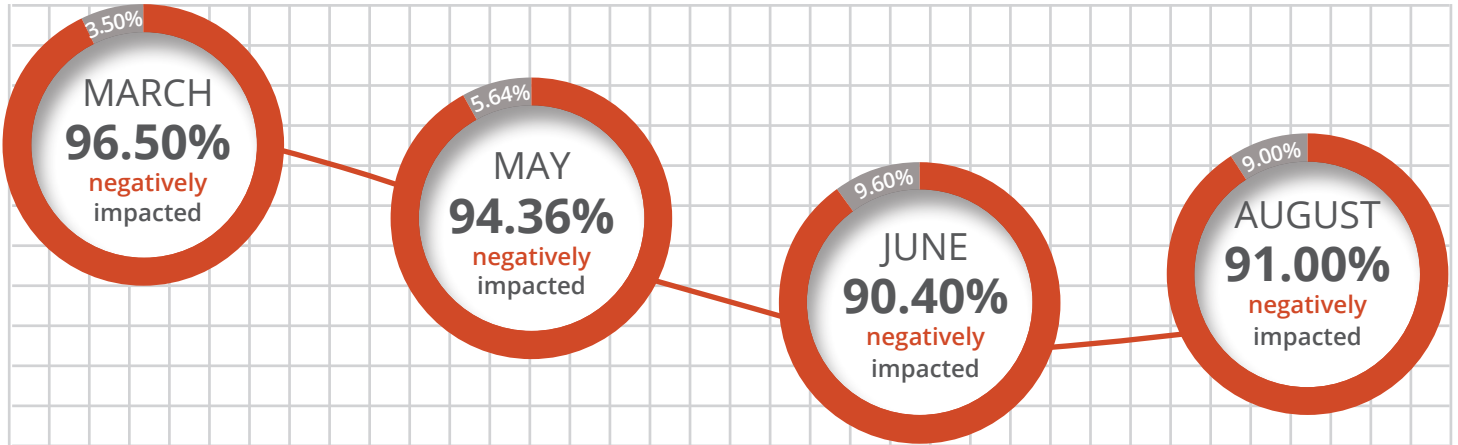 3.50%
MARCH
96.50%
negatively
impacted
5.64%
MAY
94.36%
negatively
impacted
9.60%
JUNE
90.40%
negatively
impacted
9.00%
AUGUST
91.00%
negatively
impacted